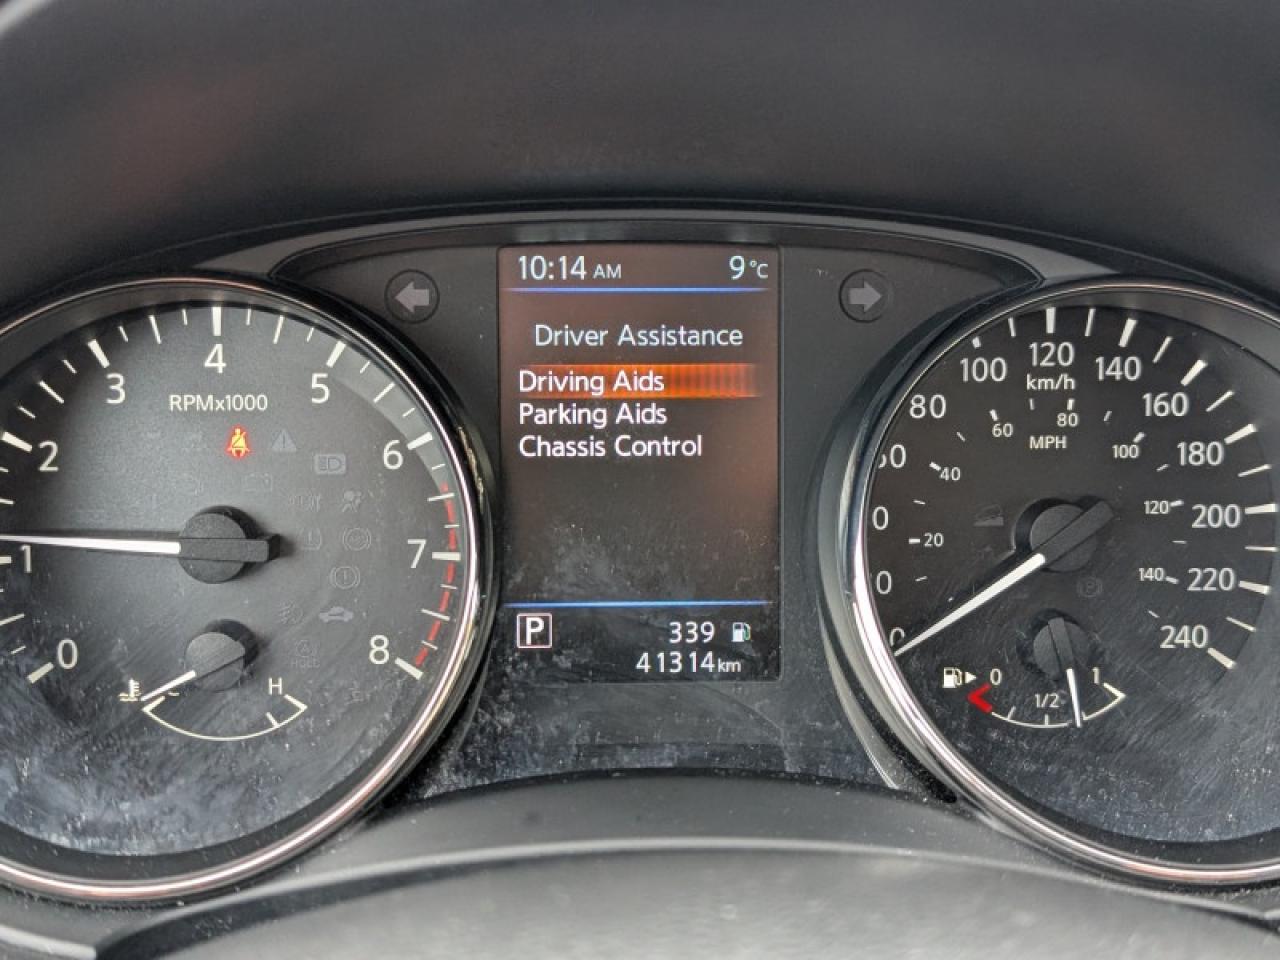 10:14 AM 9°C
Driver Assistance
Driving Aids
Parking Aids
Chassis Control
P
339
41314km
0
1
2
3
4
5
6
7
8
RPMx1000
H
80
100
120
140
160
180
200
220
240
km/h
20
40
60
80
100
120
140
MPH
0
1/2
1